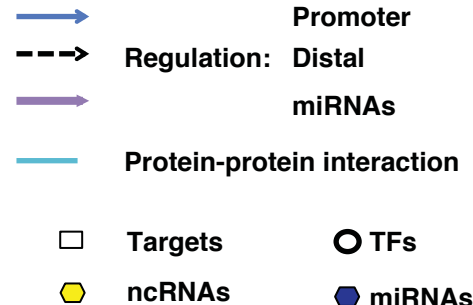 Promoter
Regulation: Distal
miRNAs
Protein-protein interaction
Targets TFs
ncRNAs miRNAs